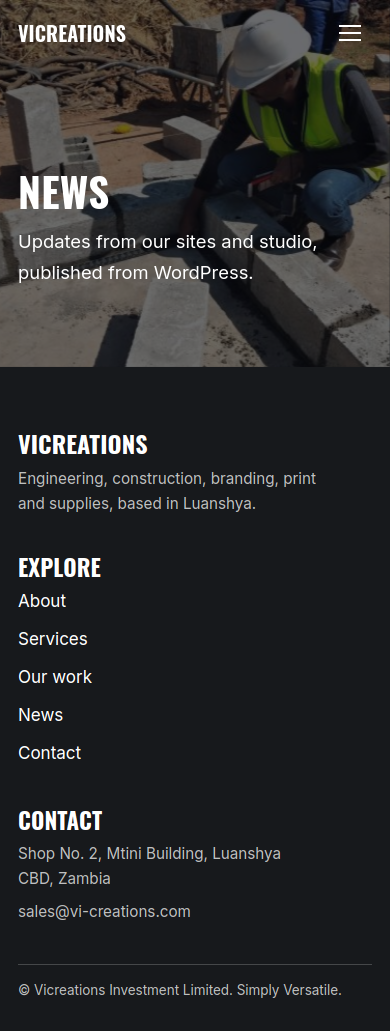 VICREATIONS
NEWS
Updates from our sites and studio,
published from WordPress.
VICREATIONS
Engineering, construction, branding, print
and supplies, based in Luanshya.
EXPLORE
About
Services
Our work
News
Contact
CONTACT
Shop No. 2, Mtini Building, Luanshya
CBD, Zambia
sales@vi-creations.com
© Vicreations Investment Limited. Simply Versatile.